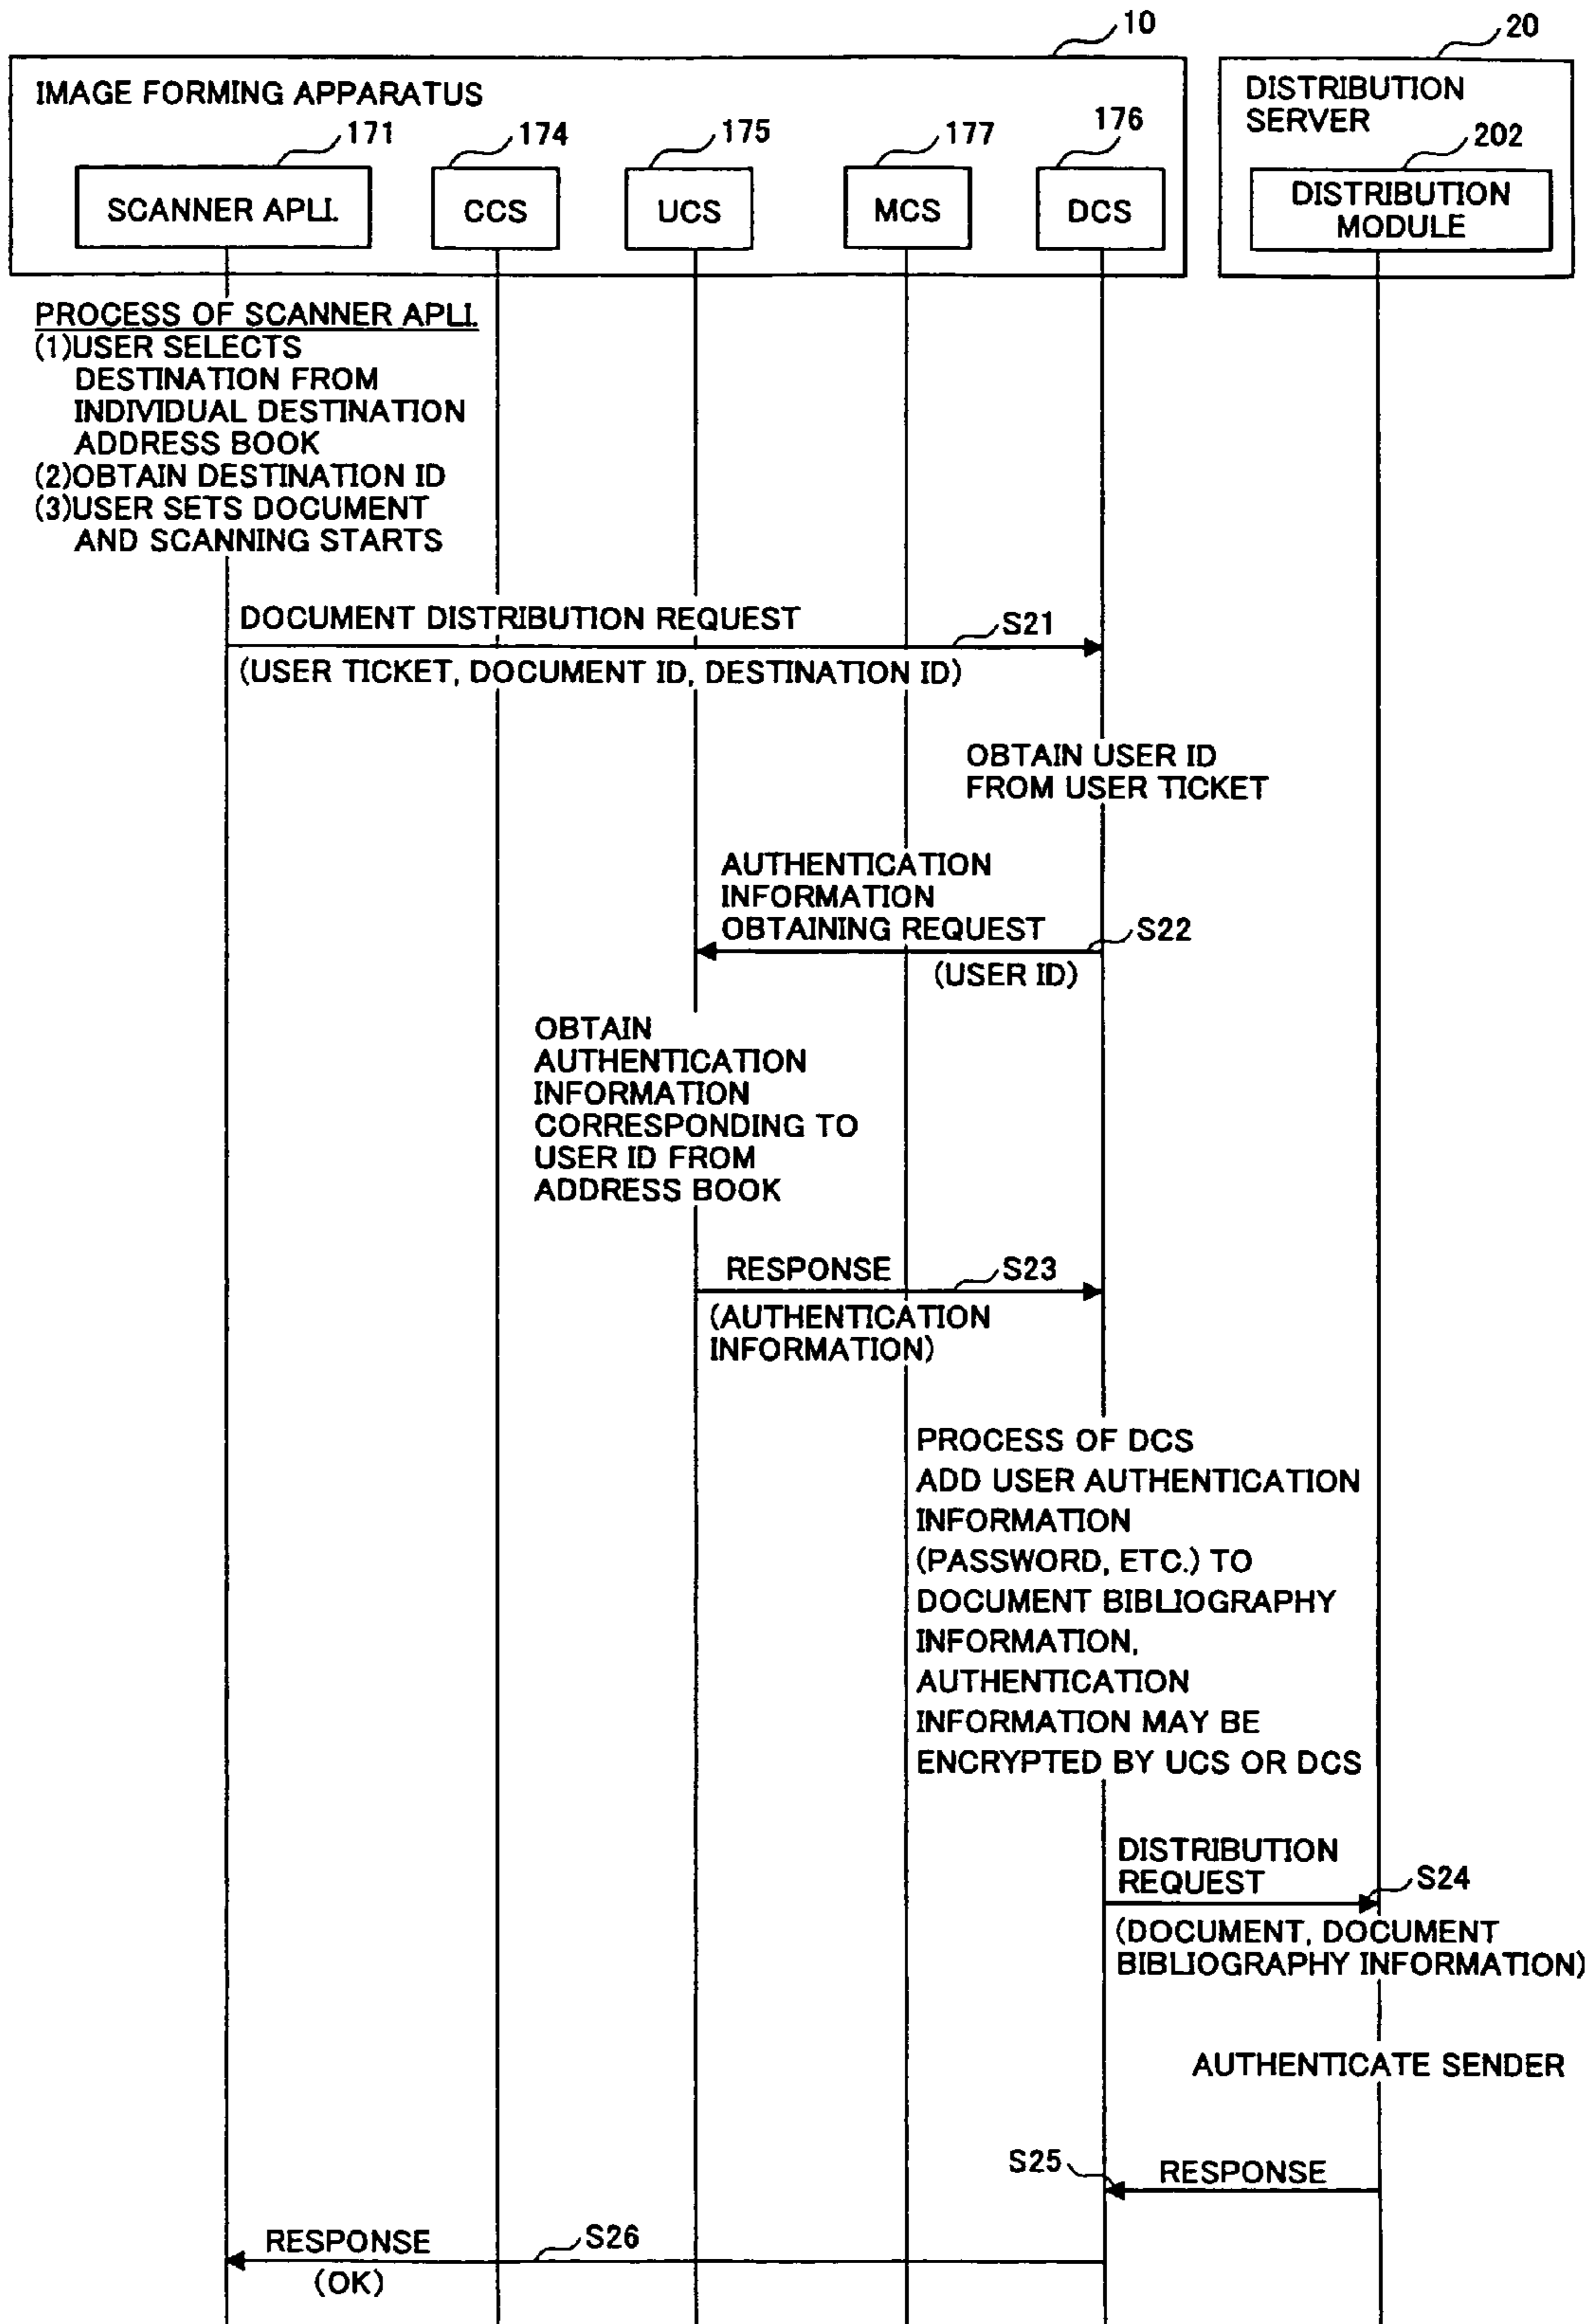 10
20
IMAGE FORMING APPARATUS
DISTRIBUTION
SERVER
171
174
175
177
176
202
SCANNER APLI.
CCS
UCS
MCS
DCS
DISTRIBUTION
MODULE
PROCESS OF SCANNER APLI.
(1)USER SELECTS
DESTINATION FROM
INDIVIDUAL DESTINATION
ADDRESS BOOK
(2)OBTAIN DESTINATION ID
(3)USER SETS DOCUMENT
AND SCANNING STARTS
DOCUMENT DISTRIBUTION REQUEST
S21
(USER TICKET, DOCUMENT ID, DESTINATION ID)
OBTAIN USER ID
FROM USER TICKET
AUTHENTICATION
INFORMATION
OBTAINING REQUEST
S22
(USER ID)
OBTAIN
AUTHENTICATION
INFORMATION
CORRESPONDING TO
USER ID FROM
ADDRESS BOOK
RESPONSE
S23
(AUTHENTICATION
INFORMATION)
PROCESS OF DCS
ADD USER AUTHENTICATION
INFORMATION
(PASSWORD, ETC.) TO
DOCUMENT BIBLIOGRAPHY
INFORMATION,
AUTHENTICATION
INFORMATION MAY BE
ENCRYPTED BY UCS OR DCS
DISTRIBUTION
REQUEST
S24
(DOCUMENT, DOCUMENT
BIBLIOGRAPHY INFORMATION)
AUTHENTICATE SENDER
S25
RESPONSE
RESPONSE
S26
(OK)